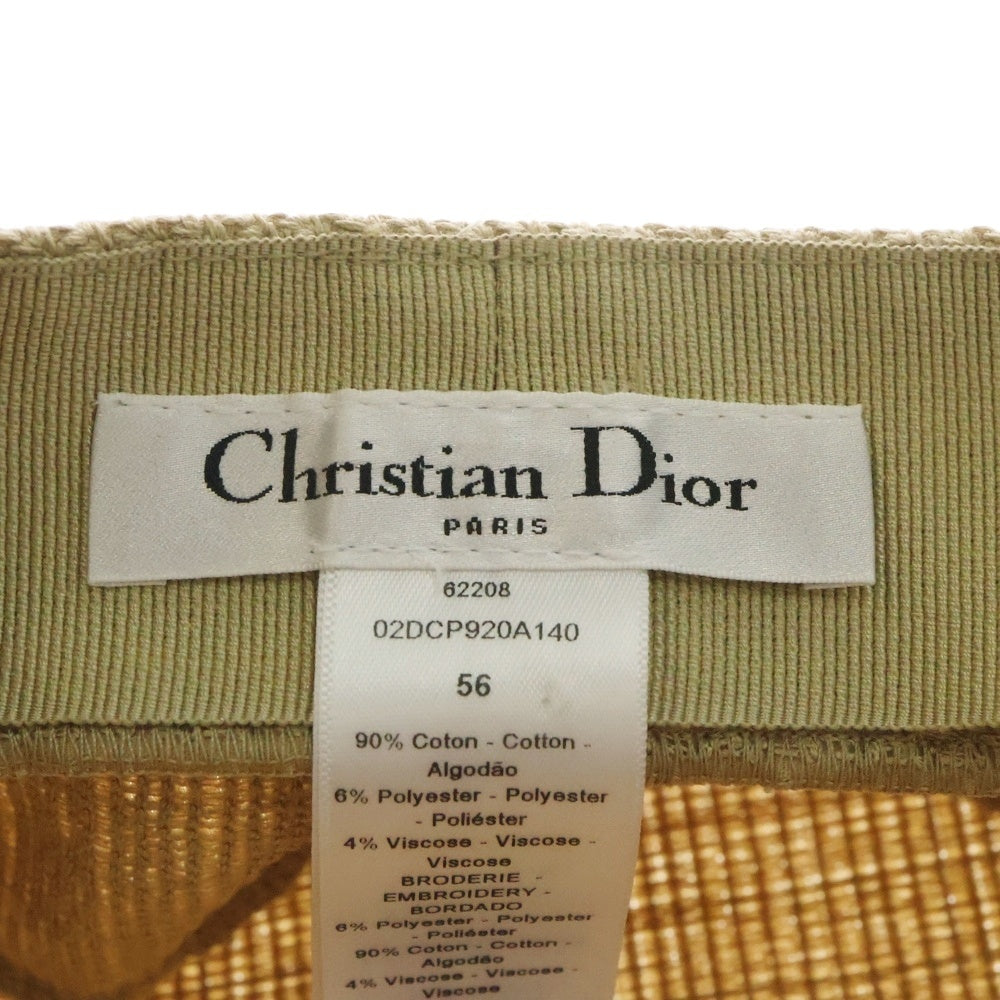 Christian Dior
PARIS
62208
02DCP920A140
56
90% Coton - Cotton -
Algodão
6% Polyester - Polyester
- Poliéster
4% Viscose - Viscose -
Viscose
BRODERIE -
EMBROIDERY -
BORDADO
6% Polyester - Polyester
- Poliéster
90% Coton - Cotton -
Algodão
4% Viscose - Viscose -
Viscose